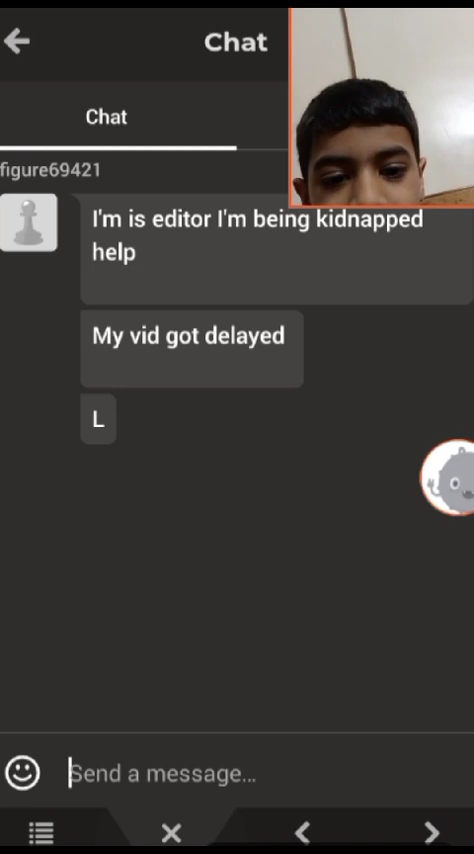 Chat
Chat
figure69421
I'm is editor I'm being kidnapped
help
My vid got delayed
L
Send a message...